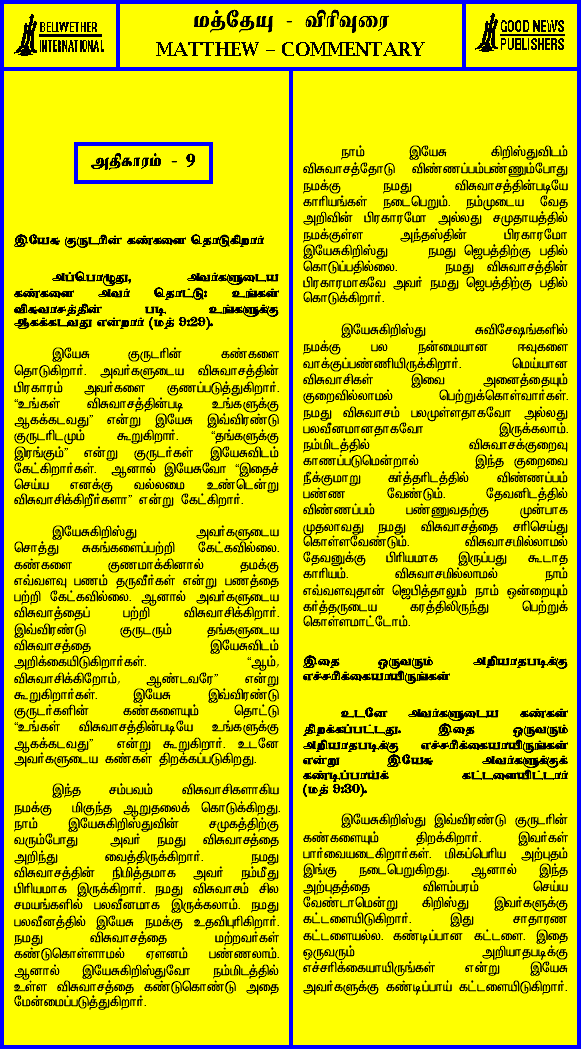 BELIWETHER
INTERNATIONAL
மத்தேயு - விரிவுரை
MATTHEW – COMMENTARY
GOOD NEWS
PUBLISHERS
அதிகாரம் - 9
இயேசு குருடரின் கண்களை தொடுகிறார்
அப்பொழுது, அவர்களுடைய
கண்களை அவர் தொட்டு: உங்கள்
விசுவாசத்தின் படி உங்களுக்கு
ஆகக்கடவது என்றார் (மத் 9:29).
இயேசு குருடரின் கண்களை
தொடுகிறார். அவர்களுடைய விசுவாசத்தின்
பிரகாரம் அவர்களை குணப்படுத்துகிறார்.
“உங்கள் விசுவாசத்தின்படி உங்களுக்கு
ஆகக்கடவது” என்று இயேசு இவ்விரண்டு
குருடரிடமும் கூறுகிறார். “தங்களுக்கு
இரங்கும்” என்று குருடர்கள் இயேசுவிடம்
கேட்கிறார்கள். ஆனால் இயேசுவோ “இதைச்
செய்ய எனக்கு வல்லமை உண்டென்று
விசுவாசிக்கிறீர்களா” என்று கேட்கிறார்.
இயேசுகிறிஸ்து அவர்களுடைய
சொத்து சுகங்களைப்பற்றி கேட்கவில்லை.
கண்களை குணமாக்கினால் தமக்கு
எவ்வளவு பணம் தருவீர்கள் என்று பணத்தை
பற்றி கேட்கவில்லை. ஆனால் அவர்களுடைய
விசுவாத்தைப் பற்றி விசுவாசிக்கிறார்.
இவ்விரண்டு குருடரும் தங்களுடைய
விசுவாசத்தை இயேசுவிடம்
அறிக்கையிடுகிறார்கள். “ஆம்,
விசுவாசிக்கிறோம், ஆண்டவரே” என்று
கூறுகிறார்கள். இயேசு இவ்விரண்டு
குருடர்களின் கண்களையும் தொட்டு
“உங்கள் விசுவாசத்தின்படியே உங்களுக்கு
ஆகக்கடவது” என்று கூறுகிறார். உடனே
அவர்களுடைய கண்கள் திறக்கப்படுகிறது.
இந்த சம்பவம் விசுவாசிகளாகிய
நமக்கு மிகுந்த ஆறுதலைக் கொடுக்கிறது.
நாம் இயேசுகிறிஸ்துவின் சமுகத்திற்கு
வரும்போது அவர் நமது விசுவாசத்தை
அறிந்து வைத்திருக்கிறார். நமது
விசுவாசத்தின் நிமித்தமாக அவர் நம்மீது
பிரியமாக இருக்கிறார். நமது விசுவாசம் சில
சமயங்களில் பலவீனமாக இருக்கலாம். நமது
பலவீனத்தில் இயேசு நமக்கு உதவிபுரிகிறார்.
நமது விசுவாசத்தை மற்றவர்கள்
கண்டுகொள்ளாமல் ஏளனம் பண்ணலாம்.
ஆனால் இயேசுகிறிஸ்துவோ நம்மிடத்தில்
உள்ள விசுவாசத்தை கண்டுகொண்டு அதை
மேன்மைப்படுத்துகிறார்.
நாம் இயேசு கிறிஸ்துவிடம்
விசுவாசத்தோடு விண்ணப்பம்பண்ணும்போது
நமக்கு நமது விசுவாசத்தின்படியே
காரியங்கள் நடைபெறும். நம்முடைய வேத
அறிவின் பிரகாரமோ அல்லது சமுதாயத்தில்
நமக்குள்ள அந்தஸ்தின் பிரகாரமோ
இயேசுகிறிஸ்து நமது ஜெபத்திற்கு பதில்
கொடுப்பதில்லை. நமது விசுவாசத்தின்
பிரகாரமாகவே அவர் நமது ஜெபத்திற்கு பதில்
கொடுக்கிறார்.
இயேசுகிறிஸ்து சுவிசேஷங்களில்
நமக்கு பல நன்மையான ஈவுகளை
வாக்குப்பண்ணியிருக்கிறார். மெய்யான
விசுவாசிகள் இவை அனைத்தையும்
குறைவில்லாமல் பெற்றுக்கொள்வார்கள்.
நமது விசுவாசம் பலமுள்ளதாகவோ அல்லது
பலவீனமானதாகவோ இருக்கலாம்.
நம்மிடத்தில் விசுவாசக்குறைவு
காணப்படுமென்றால் இந்த குறைவை
நீக்குமாறு கர்த்தரிடத்தில் விண்ணப்பம்
பண்ண வேண்டும். தேவனிடத்தில்
விண்ணப்பம் பண்ணுவதற்கு முன்பாக
முதலாவது நமது விசுவாசத்தை சரிசெய்து
கொள்ளவேண்டும். விசுவாசமில்லாமல்
தேவனுக்கு பிரியமாக இருப்பது கூடாத
காரியம். விசுவாசமில்லாமல் நாம்
எவ்வளவுதான் ஜெபித்தாலும் நாம் ஒன்றையும்
கர்த்தருடைய கரத்திலிருந்து பெற்றுக்
கொள்ளமாட்டோம்.
இதை ஒருவரும் அறியாதபடிக்கு
எச்சரிக்கையாயிருங்கள்
உடனே அவர்களுடைய கண்கள்
திறக்கப்பட்டது. இதை ஒருவரும்
அறியாதபடிக்கு எச்சரிக்கையாயிருங்கள்
என்று இயேசு அவர்களுக்குக்
கண்டிப்பாய்க் கட்டளையிட்டார்
(மத் 9:30).
இயேசுகிறிஸ்து இவ்விரண்டு குருடரின்
கண்களையும் திறக்கிறார். இவர்கள்
பார்வையடைகிறார்கள். மிகப்பெரிய அற்புதம்
இங்கு நடைபெறுகிறது. ஆனால் இந்த
அற்புதத்தை விளம்பரம் செய்ய
வேண்டாமென்று கிறிஸ்து இவர்களுக்கு
கட்டளையிடுகிறார். இது சாதாரண
கட்டளையல்ல. கண்டிப்பான கட்டளை. இதை
ஒருவரும் அறியாதபடிக்கு
எச்சரிக்கையாயிருங்கள் என்று இயேசு
அவர்களுக்கு கண்டிப்பாய் கட்டளையிடுகிறார்.